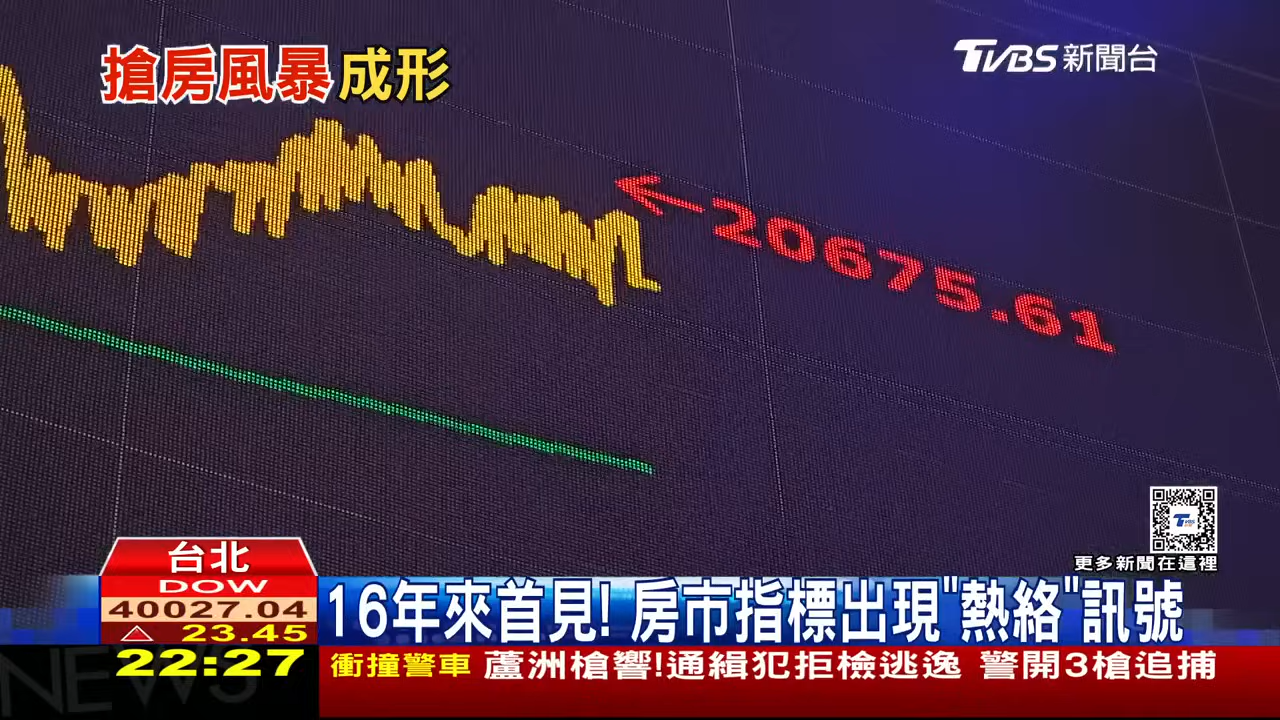 搶房風暴成形
TVBS新聞台
←20675.61
TVBS
更多新聞在這裡
台北
DOW
40027.04
△ 23.45
22:27
16年來首見! 房市指標出現"熱絡"訊號
衝撞警車 蘆洲槍響!通緝犯拒檢逃逸 警開3槍追捕
NEWS